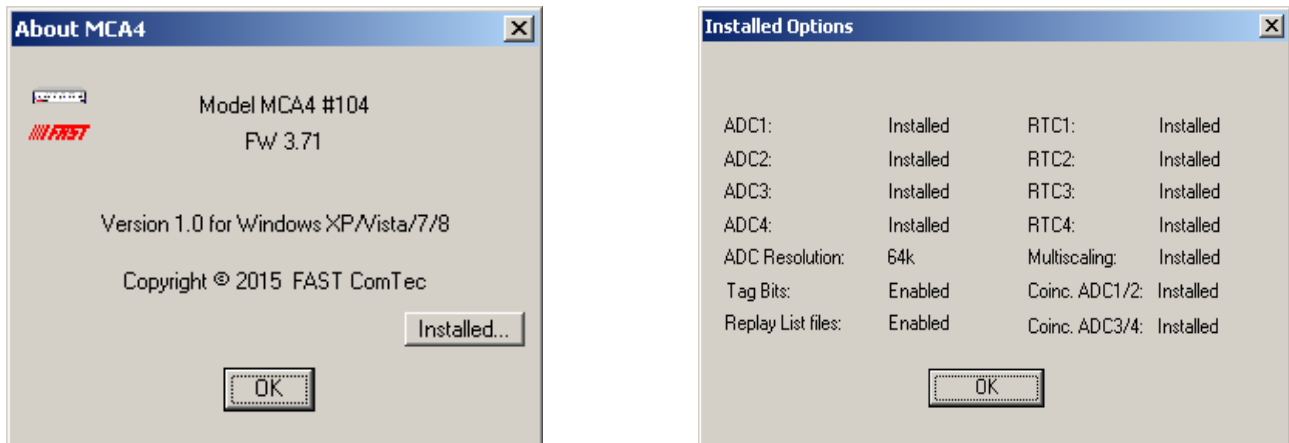 About MCA4
FAST
Model MCA4 #104
FW 3.71
Version 1.0 for Windows XP/Vista/7/8
Copyright © 2015 FAST ComTec
Installed...
OK
Installed Options
ADC1: Installed RTC1: Installed
ADC2: Installed RTC2: Installed
ADC3: Installed RTC3: Installed
ADC4: Installed RTC4: Installed
ADC Resolution: 64k Multiscaling: Installed
Tag Bits: Enabled Coinc. ADC1/2: Installed
Replay List files: Enabled Coinc. ADC3/4: Installed
OK